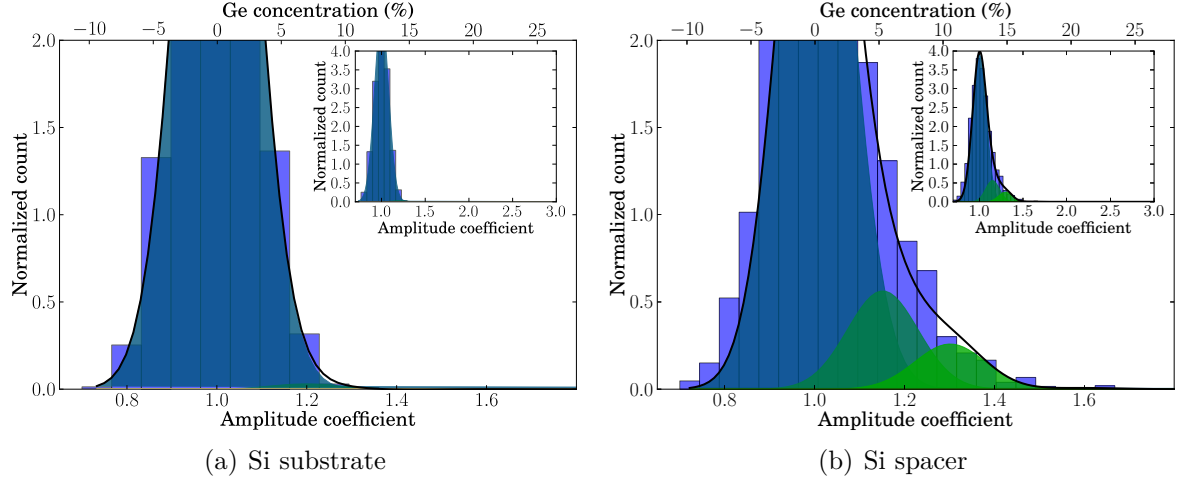 Ge concentration (%)
−10 −5 0 5 10 15 20 25
2.0
1.5
1.0
0.5
0.0
Normalized count
0.8 1.0 1.2 1.4 1.6
Amplitude coefficient
4.0
3.5
3.0
2.5
2.0
1.5
1.0
0.5
0.0
Normalized count
1.0 1.5 2.0 2.5 3.0
Amplitude coefficient
(a) Si substrate
Ge concentration (%)
−10 −5 0 5 10 15 20 25
2.0
1.5
1.0
0.5
0.0
Normalized count
0.8 1.0 1.2 1.4 1.6
Amplitude coefficient
4.0
3.5
3.0
2.5
2.0
1.5
1.0
0.5
0.0
Normalized count
1.0 1.5 2.0 2.5 3.0
Amplitude coefficient
(b) Si spacer